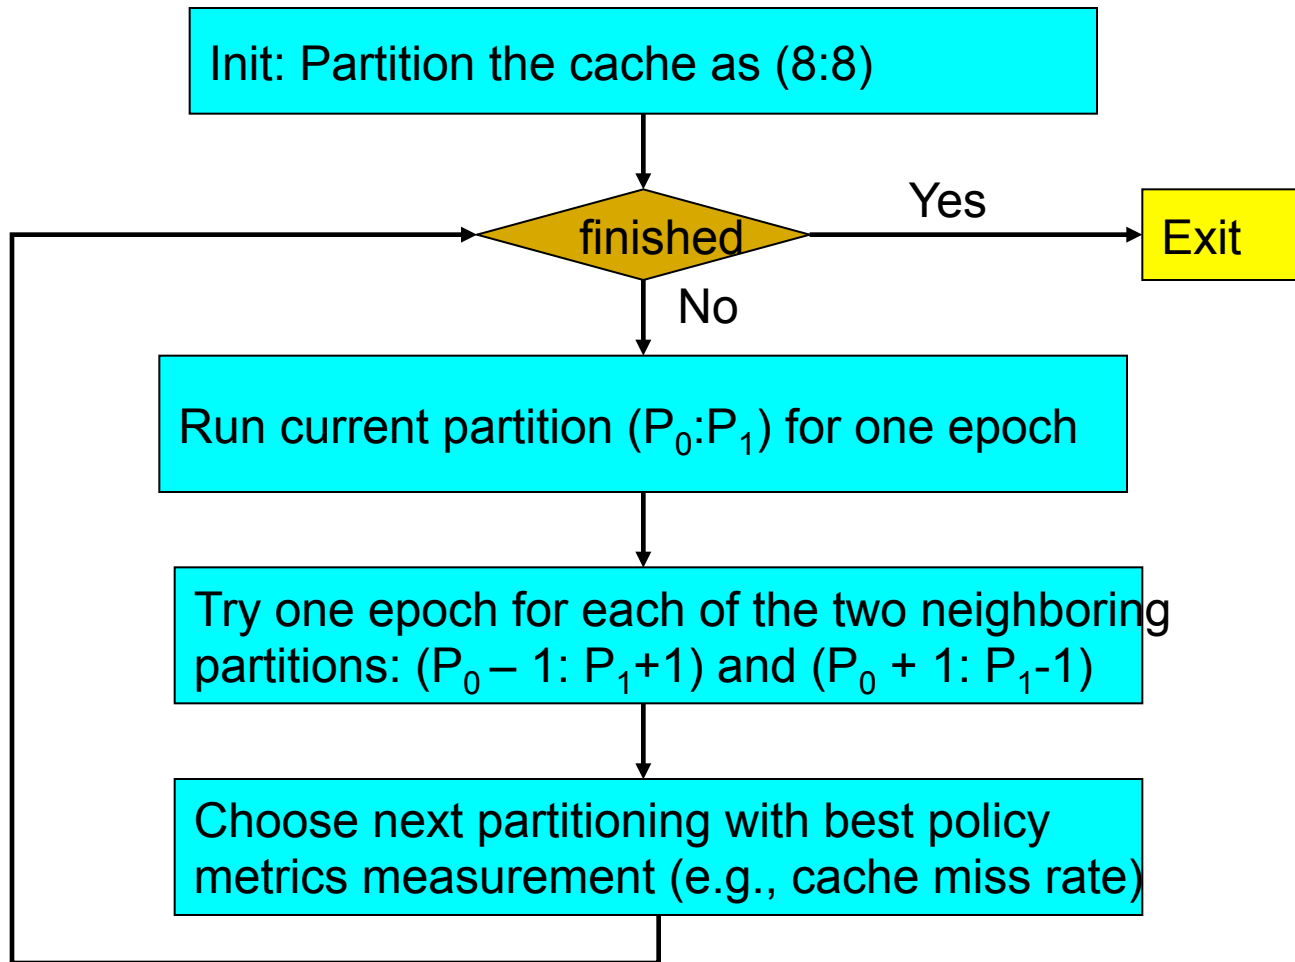 Init: Partition the cache as (8:8)
finished
Yes
Exit
No
Run current partition (P₀:P₁) for one epoch
Try one epoch for each of the two neighboring
partitions: (P₀ – 1: P₁+1) and (P₀ + 1: P₁-1)
Choose next partitioning with best policy
metrics measurement (e.g., cache miss rate)